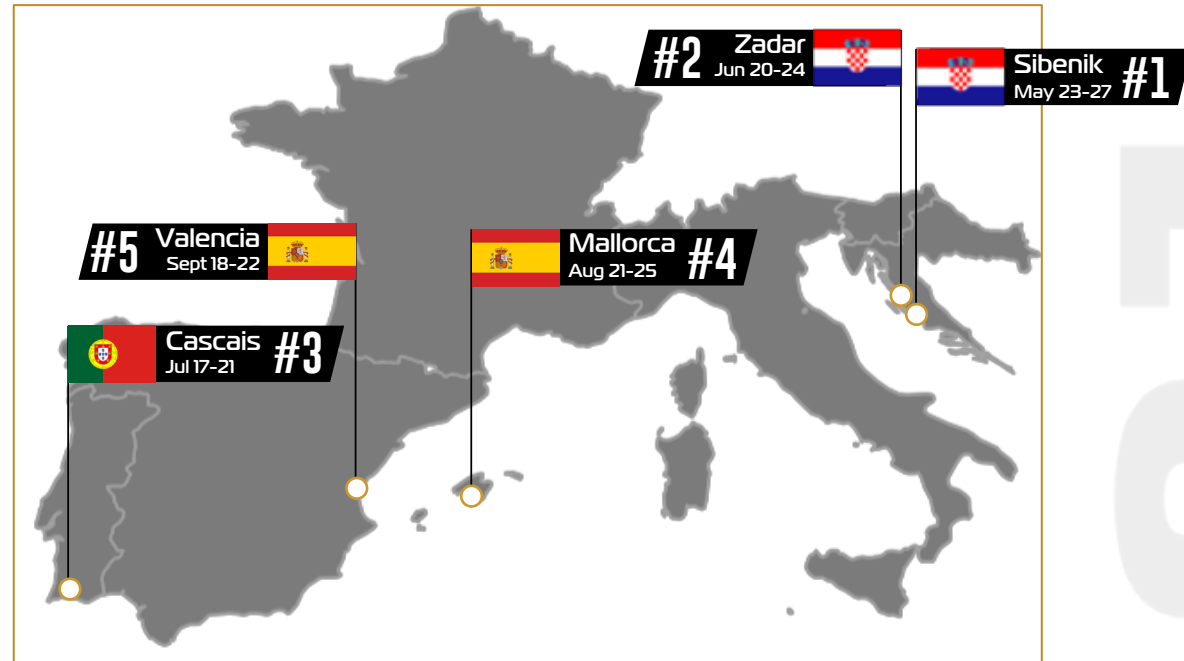 #2
Zadar
Jun 20-24
Sibenik
May 23-27
#1
#5
Valencia
Sept 18-22
Mallorca
Aug 21-25
#4
Cascais
Jul 17-21
#3